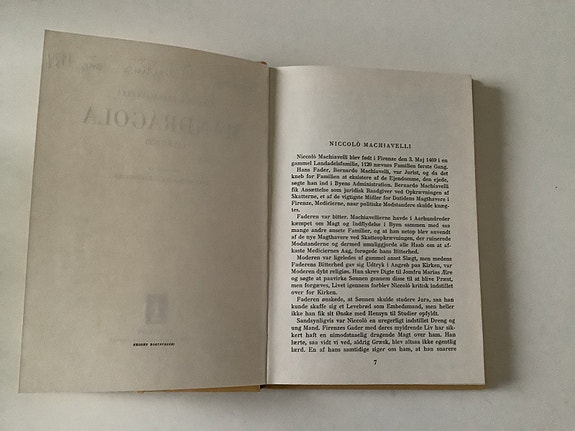 NICCOLÒ MACHIAVELLI
Niccolò Machiavelli blev født i Firenze den 3. Maj 1469 i en
gammel Landadelsfamilie, 1120 nævnes Familien første Gang.
Hans Fader, Bernardo Machiavelli, var Jurist, og da det
kneb for Familien at eksistere af de Ejendomme, den ejede,
søgte han ind i Byens Administration. Bernardo Machiavelli
fik Ansættelse som juridisk Raadgiver ved Opkrævningen af
Skatterne, et af de vigtigste Midler for Datidens Magthavere i
Firenze, Medicierne, naar politiske Modstandere skulde knæg-
tes.
Faderen var bitter. Machiavellierne havde i Aarhundreder
kæmpet om Magt og Indflydelse i Byen sammen med saa
mange andre ansete Familier, og at han netop blev anvendt
af de nye Magthavere ved Skatteopkrævningen, der ruinerede
Modstanderne og dermed umuliggjorde alle Haab om at af-
kaste Mediciernes Aag, forøgede hans Bitterhed.
Moderen var ligeledes af gammel anset Slægt, men medens
Faderens Bitterhed gav sig Udtryk i Angreb paa Kirken, var
Moderen dybt religiøs. Han skrev Digte til Jomfru Marias Ære
og søgte at paavirke Sønnen i samme Retning til at blive Præst,
men forgæves, Livet igennem forblev Niccolò kritisk indstillet
over for Kirken.
Faderen ønskede, at Sønnen skulde studere Jura, saa han
kunde skaffe sig et Levebrød som Embedsmand, men heller
ikke han fik sit Ønske med Hensyn til Studier opfyldt.
Sandsynligvis var Niccolò en uregerligt indstillet Dreng og
ung Mand. Firenzes Gader med deres myldrende Liv har sik-
kert haft en uimodstaaelig dragende Magt over ham. Han
lærte, saa vidt vi ved, aldrig Græsk, blev altsaa ikke egentlig
lærd. En af hans samtidige siger om ham, at han snarere
7